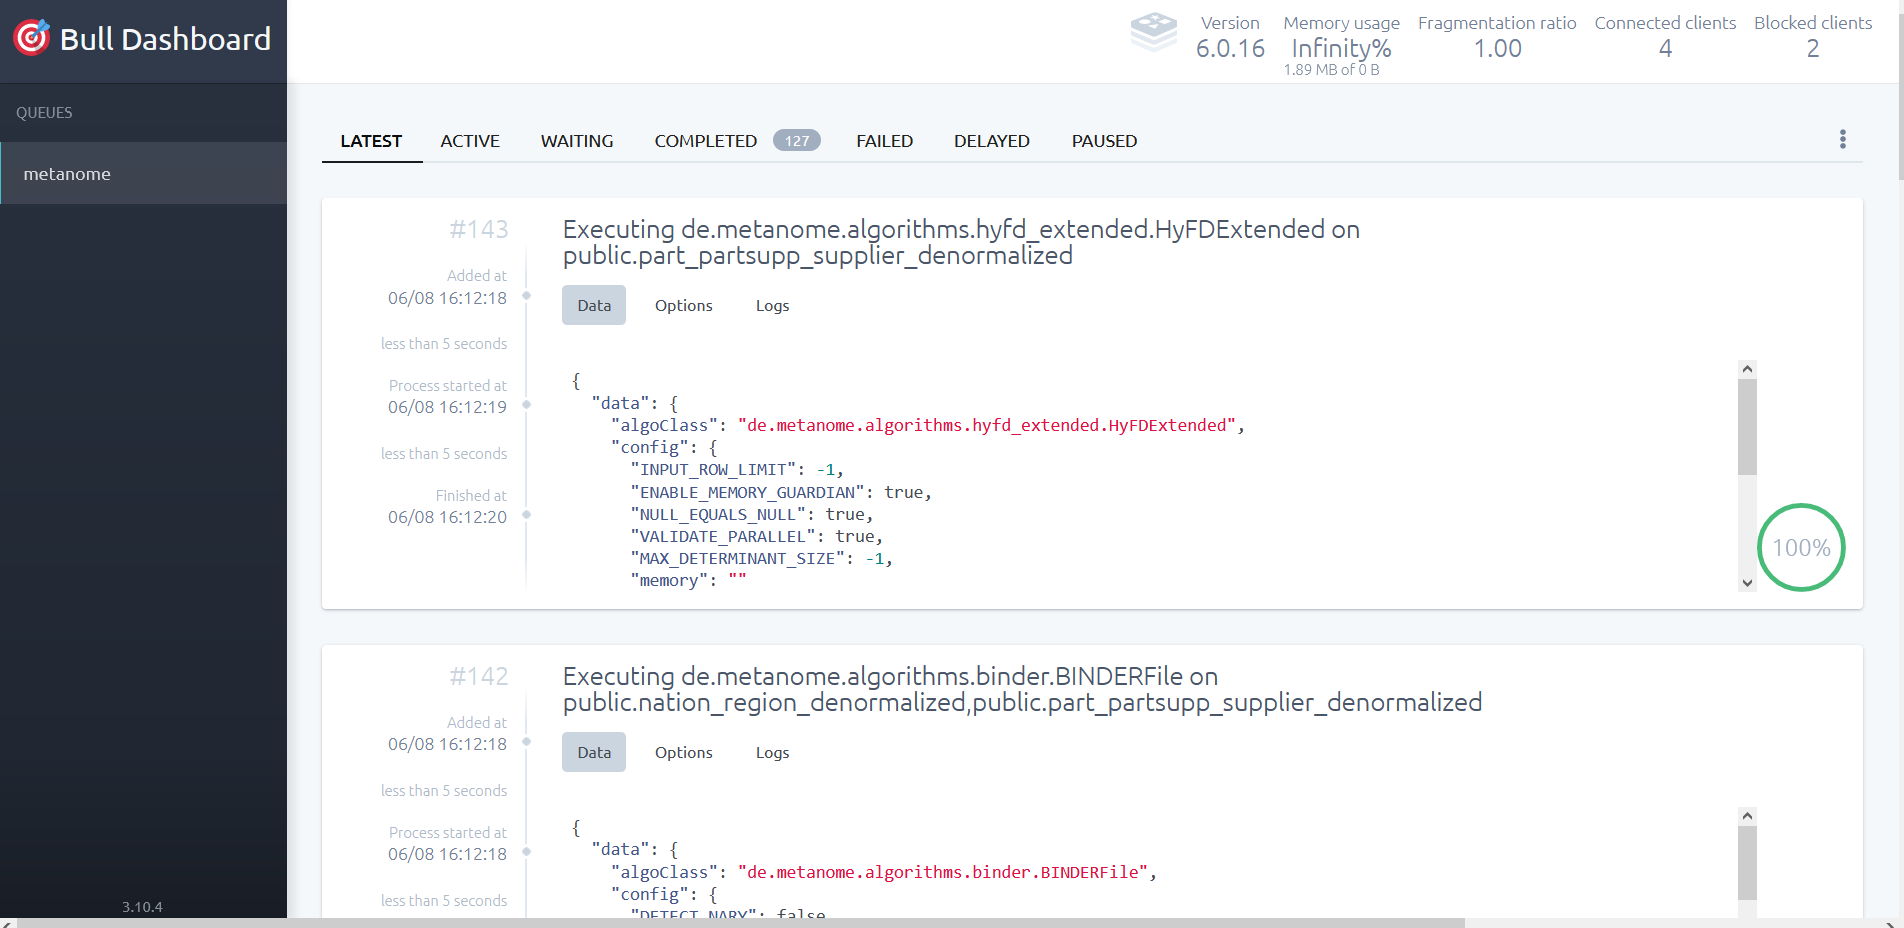 Bull Dashboard
Version
6.0.16
Memory usage
Infinity%
1.89 MB of 0 B
Fragmentation ratio
1.00
Connected clients
4
Blocked clients
2
QUEUES
metanome
3.10.4
LATEST ACTIVE WAITING COMPLETED 127 FAILED DELAYED PAUSED
#143
Added at
06/08 16:12:18
less than 5 seconds
Process started at
06/08 16:12:19
less than 5 seconds
Finished at
06/08 16:12:20
Executing de.metanome.algorithms.hyfd_extended.HyFDExtended on
public.part_partsupp_supplier_denormalized
Data Options Logs
{
"data": {
"algoClass": "de.metanome.algorithms.hyfd_extended.HyFDExtended",
"config": {
"INPUT_ROW_LIMIT": -1,
"ENABLE_MEMORY_GUARDIAN": true,
"NULL_EQUALS_NULL": true,
"VALIDATE_PARALLEL": true,
"MAX_DETERMINANT_SIZE": -1,
"memory": ""
100%
#142
Added at
06/08 16:12:18
less than 5 seconds
Process started at
06/08 16:12:18
less than 5 seconds
Executing de.metanome.algorithms.binder.BINDERFile on
public.nation_region_denormalized,public.part_partsupp_supplier_denormalized
Data Options Logs
{
"data": {
"algoClass": "de.metanome.algorithms.binder.BINDERFile",
"config": {
"DETECT_NARY": false